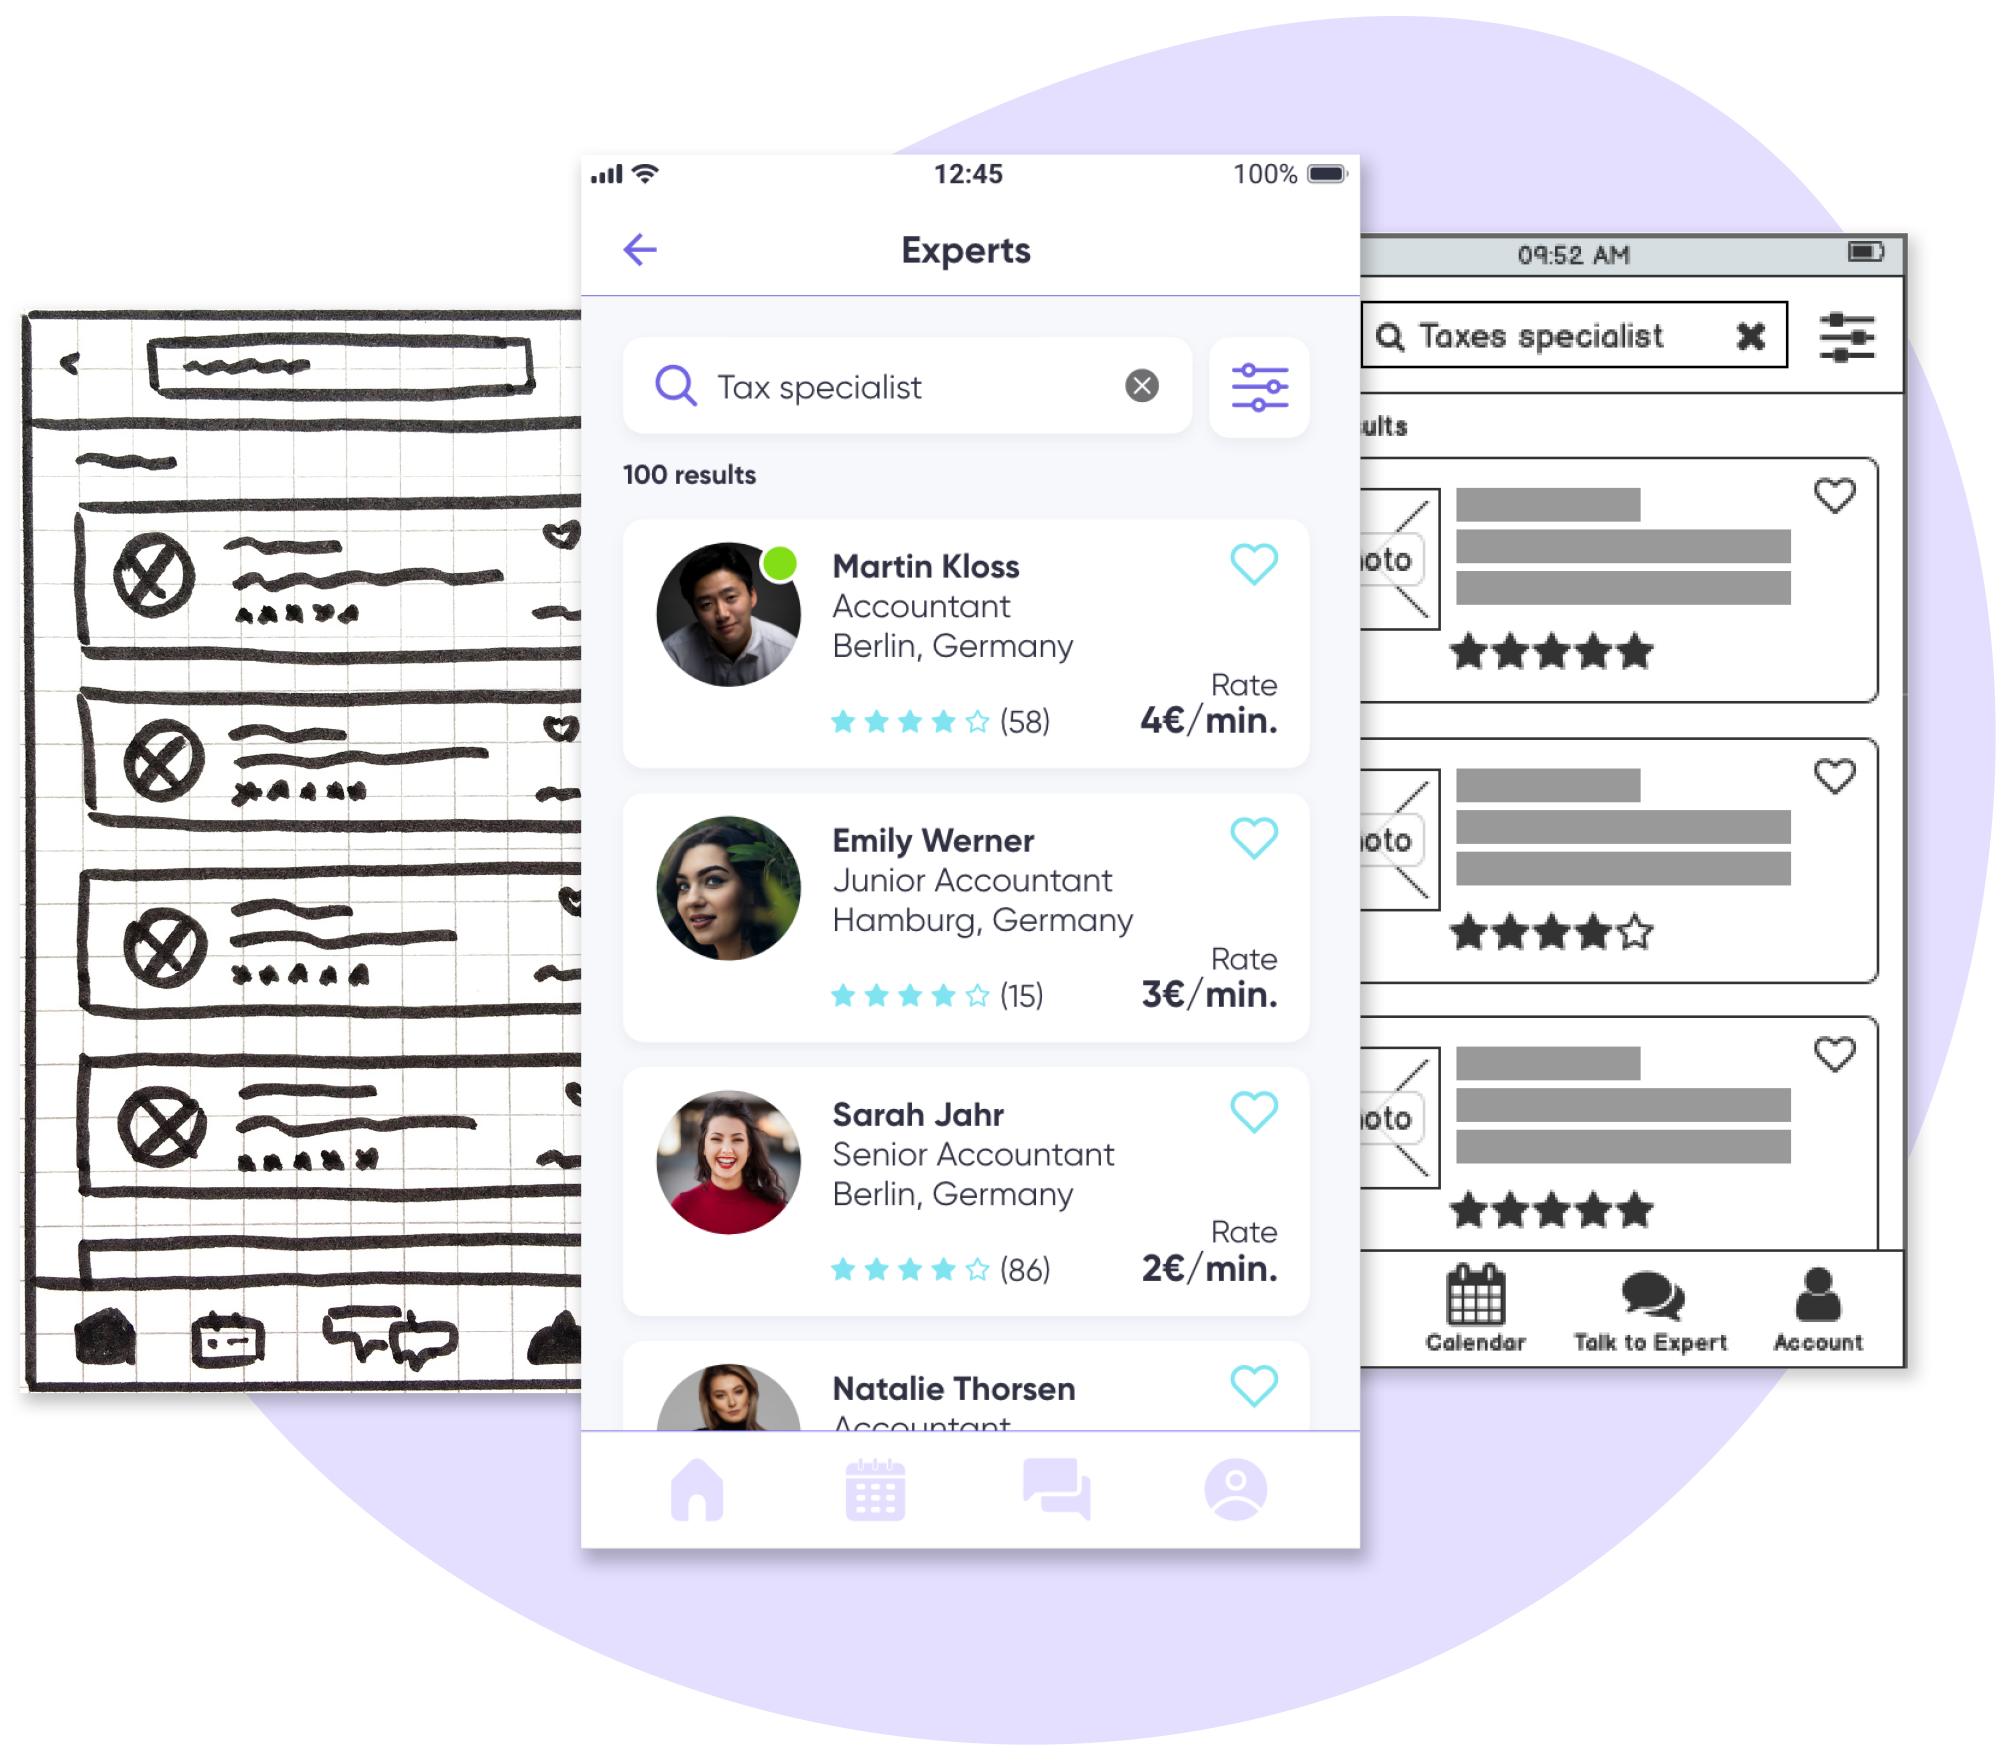 12:45
100%
Experts
Tax specialist
100 results
Martin Kloss
Accountant
Berlin, Germany
Rate
(58)
4€/min.
Emily Werner
Junior Accountant
Hamburg, Germany
Rate
(15)
3€/min.
Sarah Jahr
Senior Accountant
Berlin, Germany
Rate
(86)
2€/min.
Natalie Thorsen
Accountant
09:52 AM
Taxes specialist
ults
oto
oto
oto
Calendar
Talk to Expert
Account